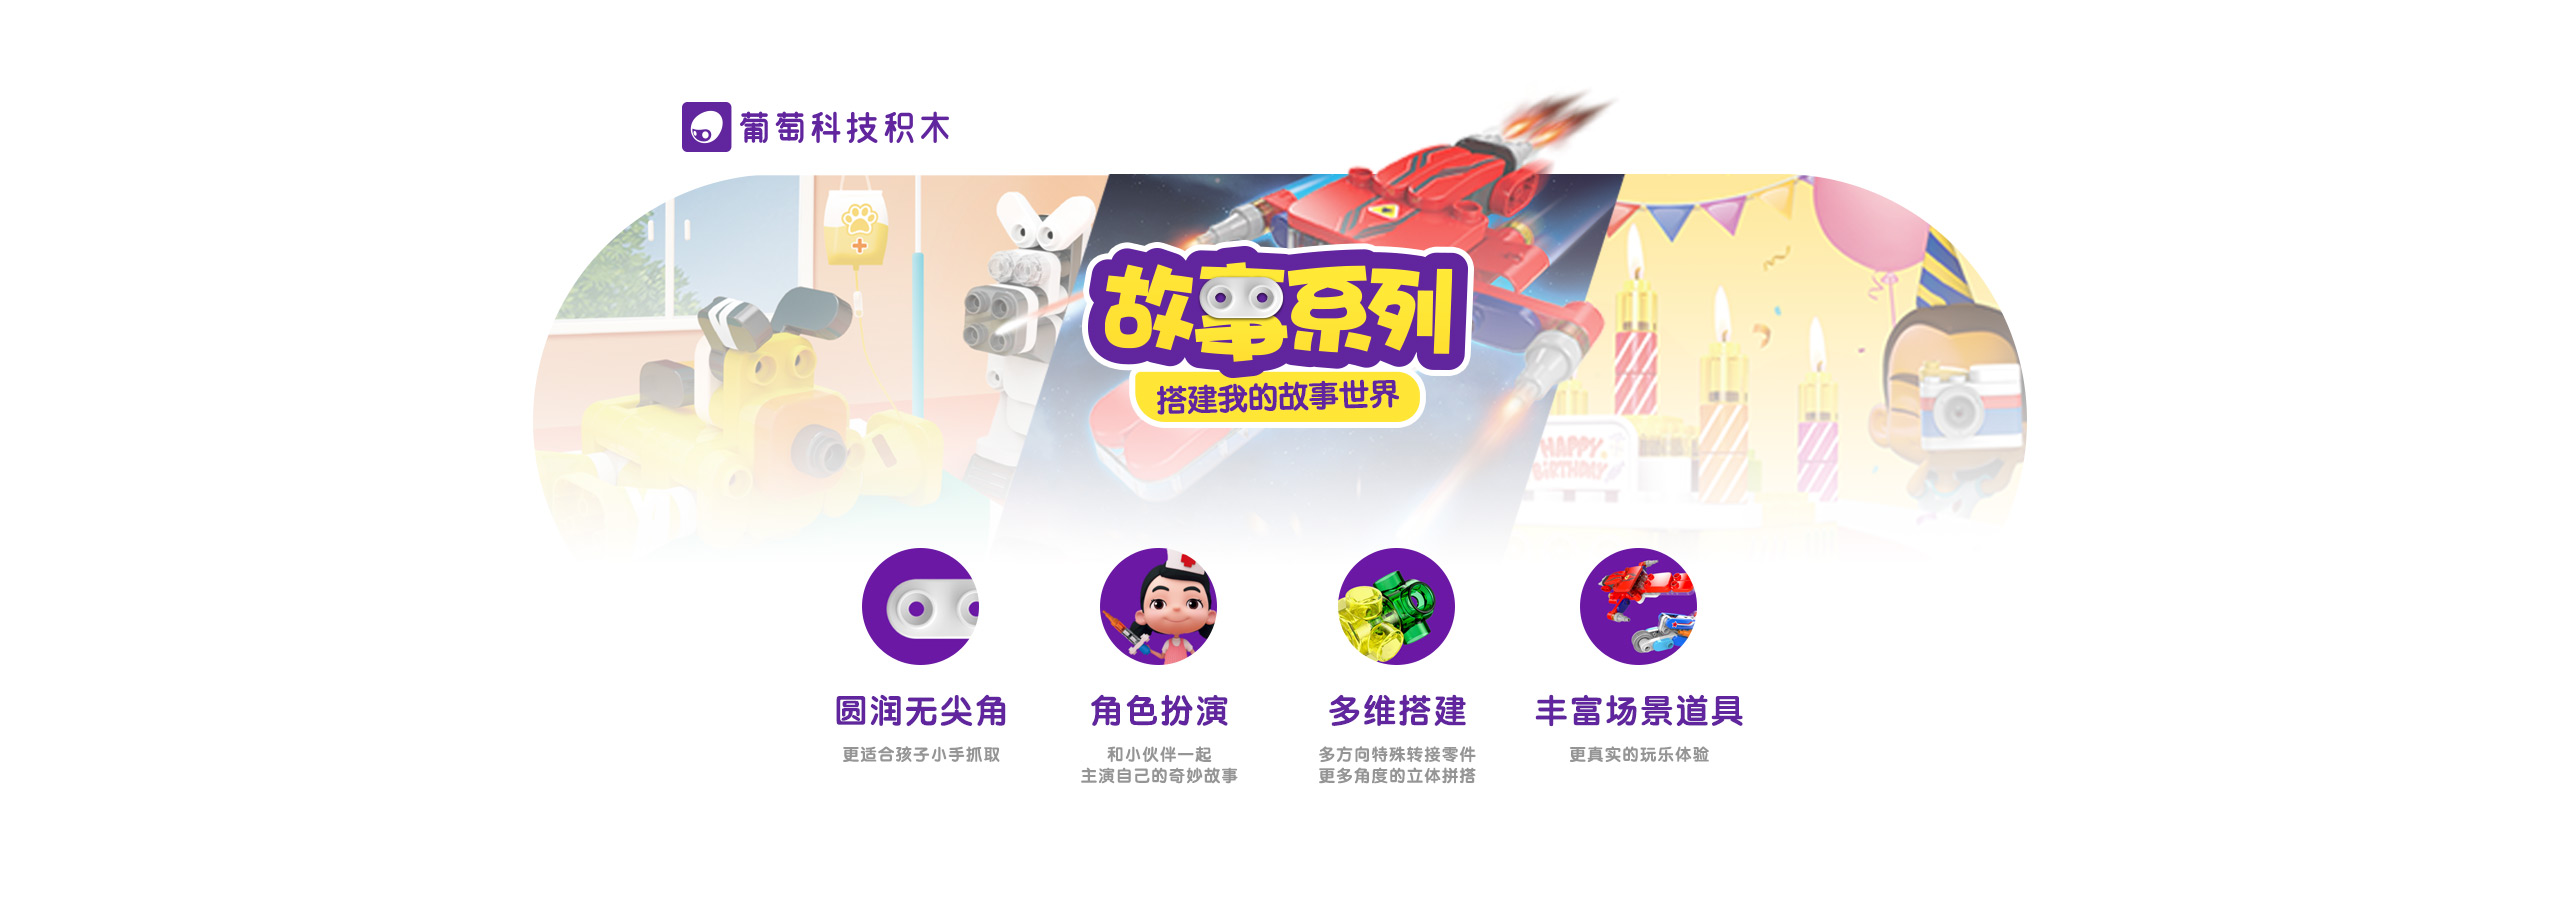 葡萄科技积木
故事系列
搭建我的故事世界
HAPPY
BIRTHDAY
圆润无尖角
更适合孩子小手抓取
角色扮演
和小伙伴一起
主演自己的奇妙故事
多维搭建
多方向特殊转接零件
更多角度的立体拼搭
丰富场景道具
更真实的玩乐体验